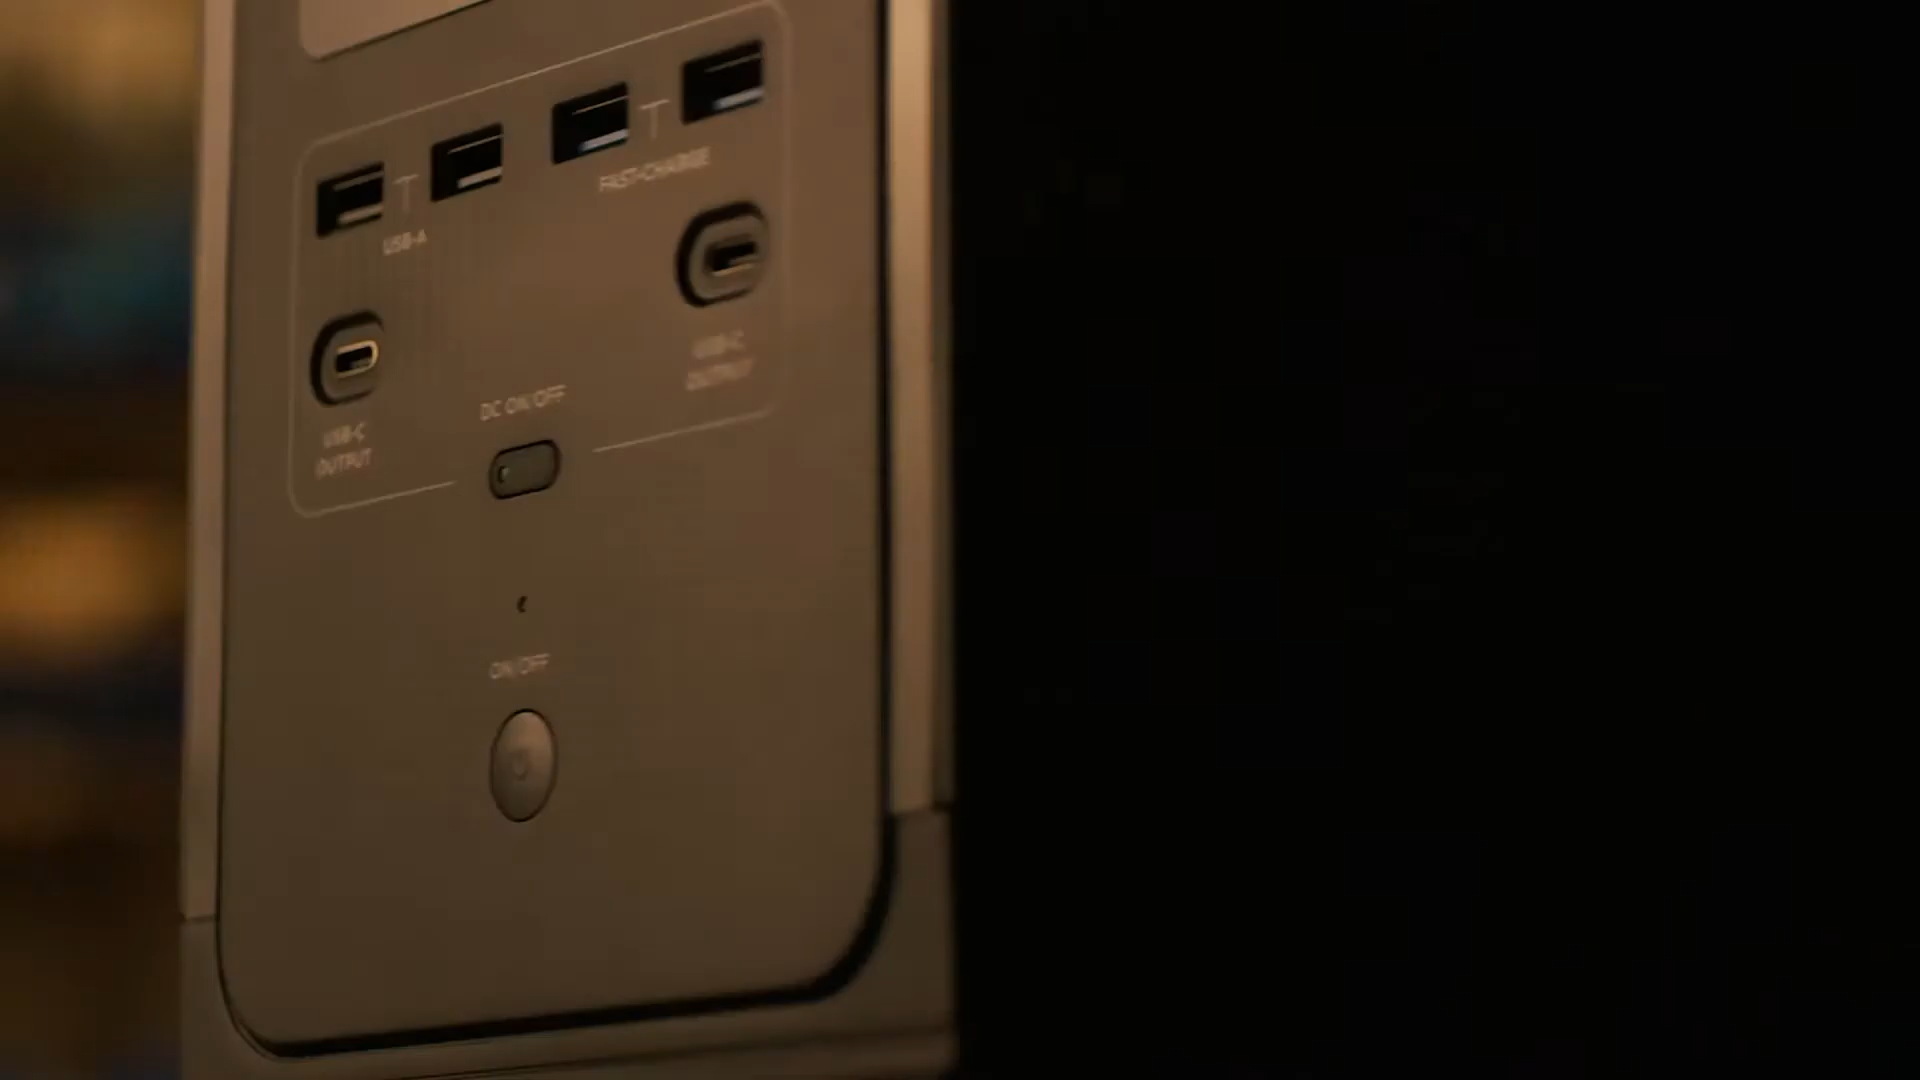 FAST-CHARGE
USB-A
USB-C
OUTPUT
DC ON/OFF
USB-C
OUTPUT
ON/OFF